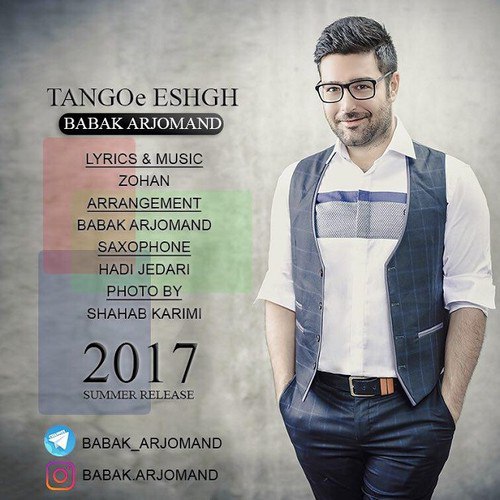 TANGOe ESHGH
BABAK ARJOMAND
LYRICS & MUSIC
ZOHAN
ARRANGEMENT
BABAK ARJOMAND
SAXOPHONE
HADI JEDARI
PHOTO BY
SHAHAB KARIMI
2017
SUMMER RELEASE
BABAK_ARJOMAND
BABAK.ARJOMAND